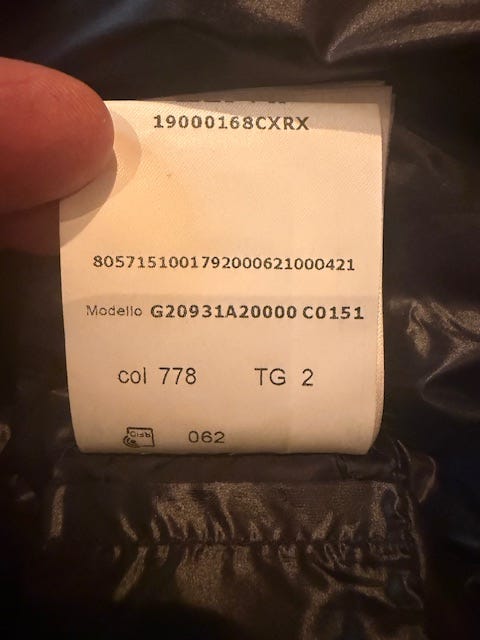 19000168CXRX
8057151001792000621000421
Modello G20931A20000 C0151
col 778 TG 2
062